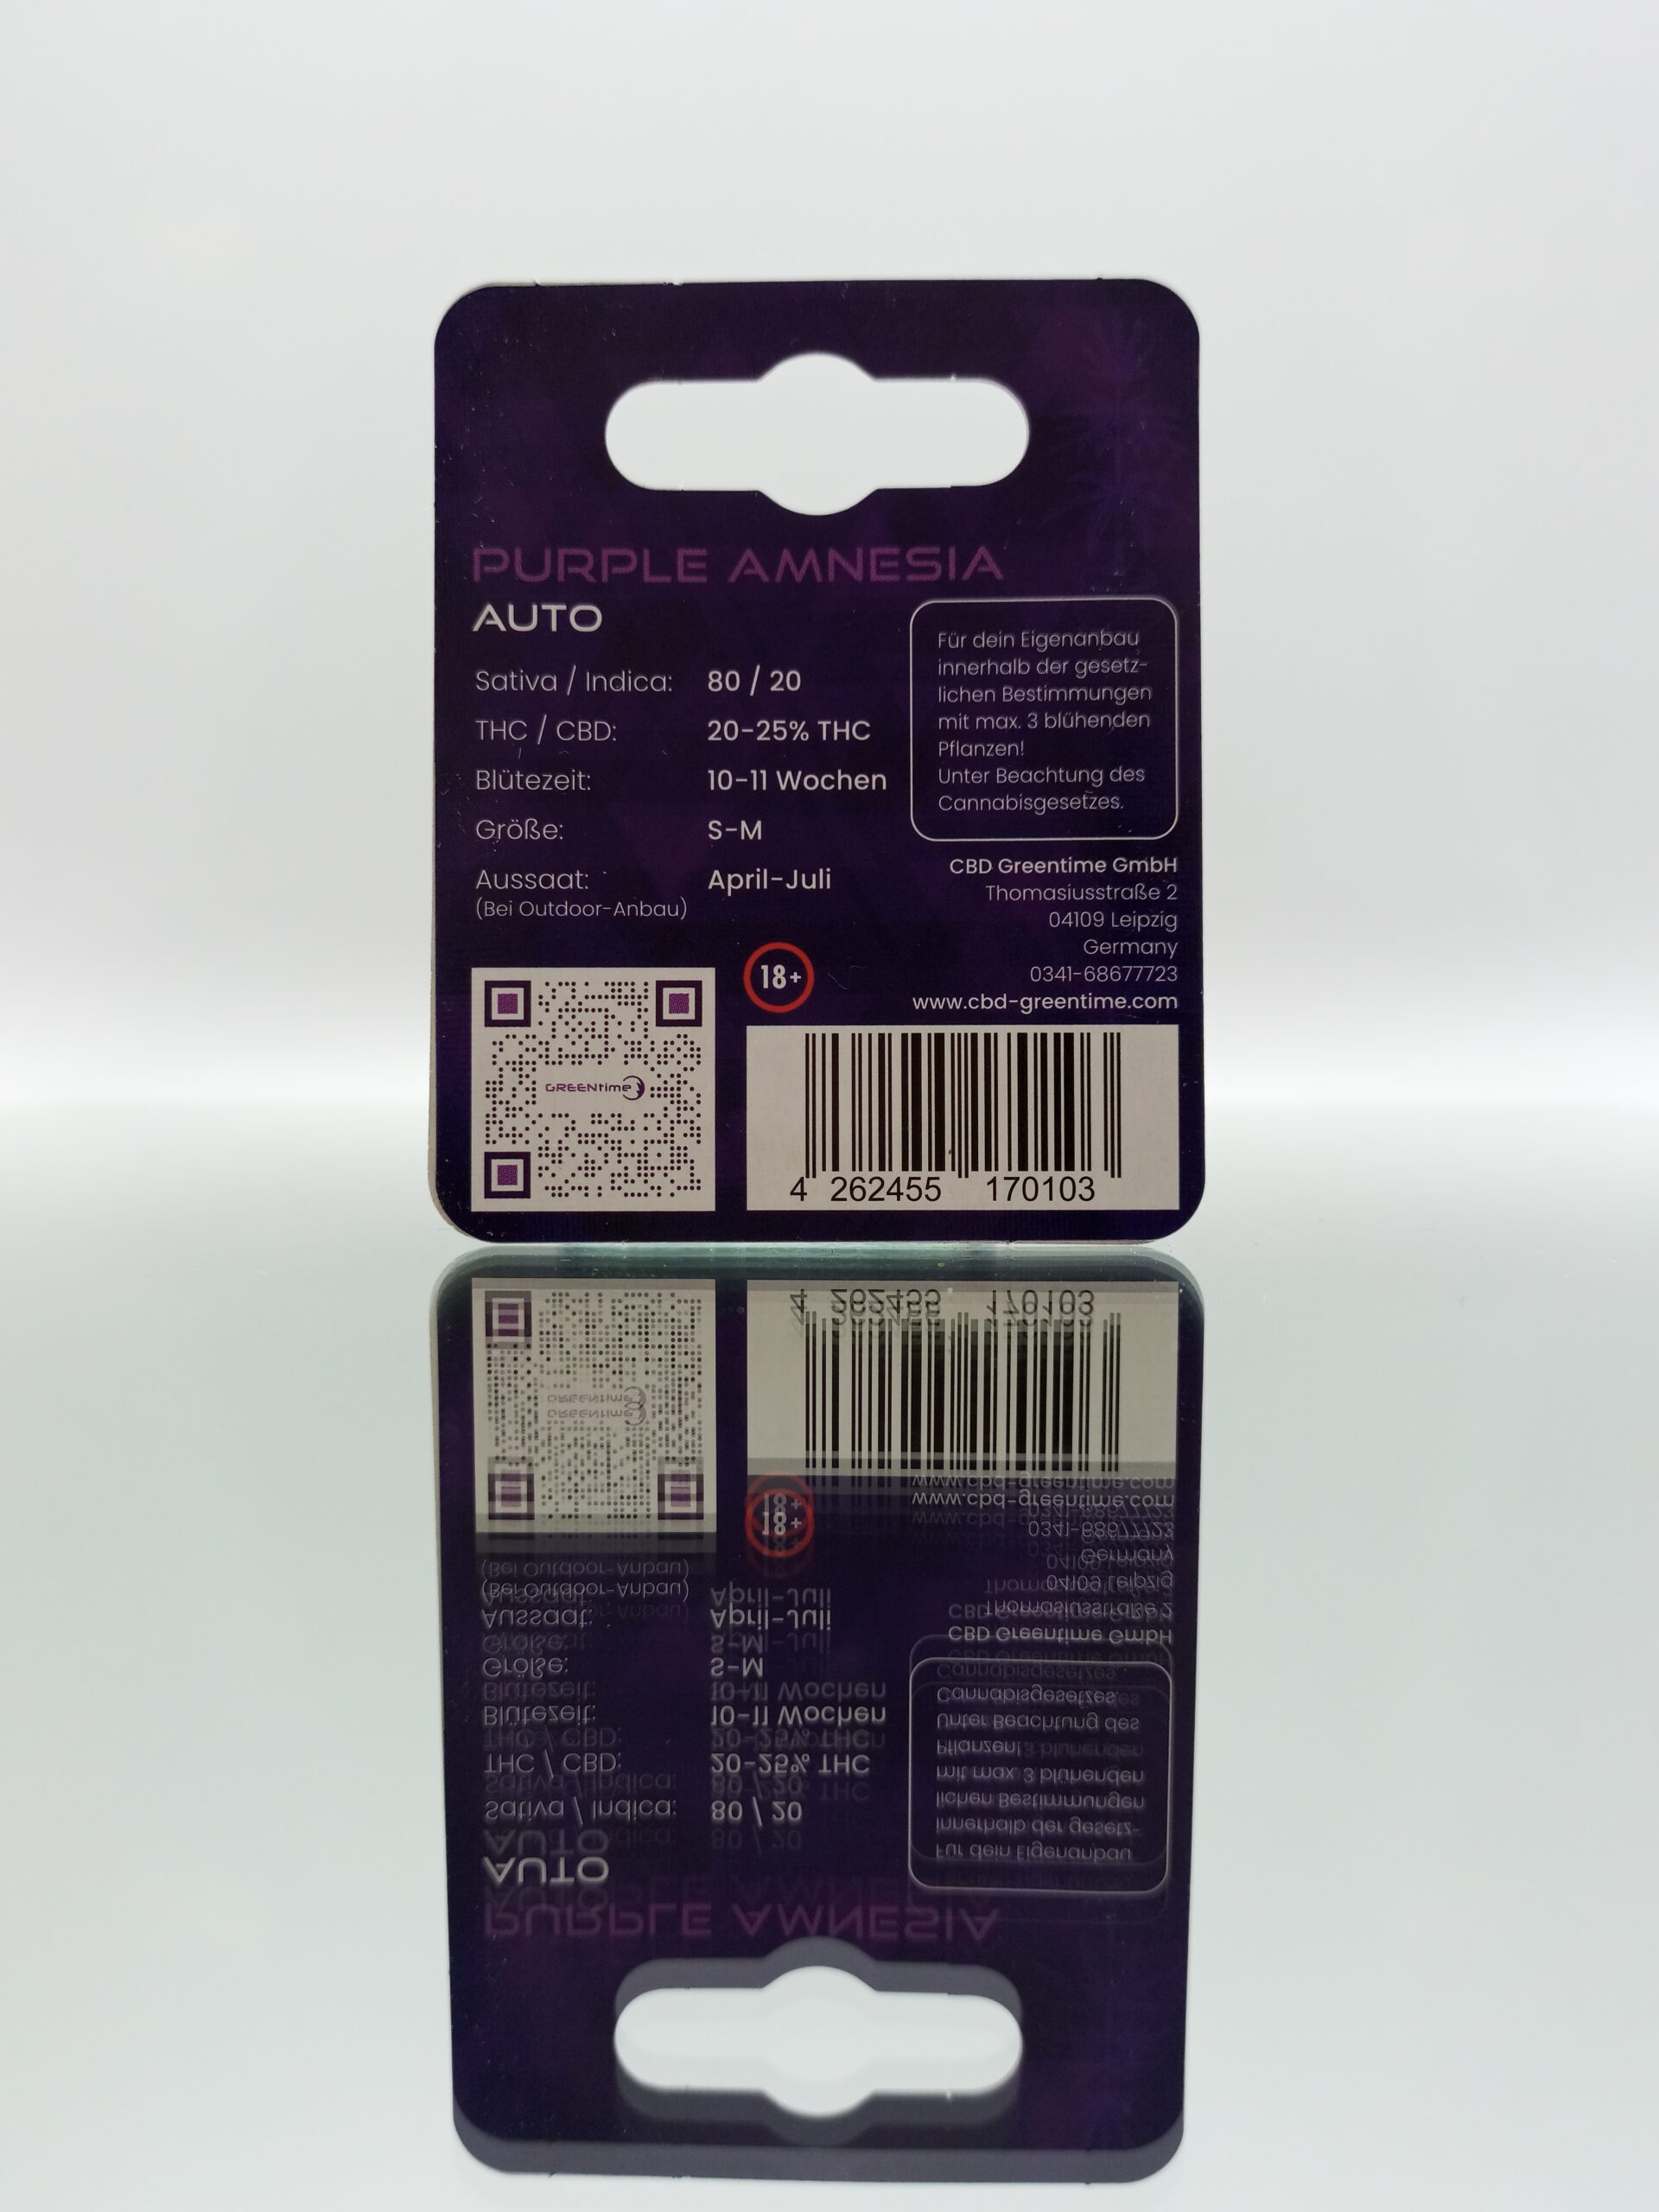 PURPLE AMNESIA
AUTO
Sativa / Indica: 80 / 20
THC / CBD: 20-25% THC
Blütezeit: 10-11 Wochen
Größe: S-M
Aussaat: April-Juli
(Bei Outdoor-Anbau)
Für dein Eigenanbau
innerhalb der gesetz-
lichen Bestimmungen
mit max. 3 blühenden
Pflanzen!
Unter Beachtung des
Cannabisgesetzes.
CBD Greentime GmbH
Thomasiusstraße 2
04109 Leipzig
Germany
0341-68677723
www.cbd-greentime.com
18+
GREENtime
4 262455 170103